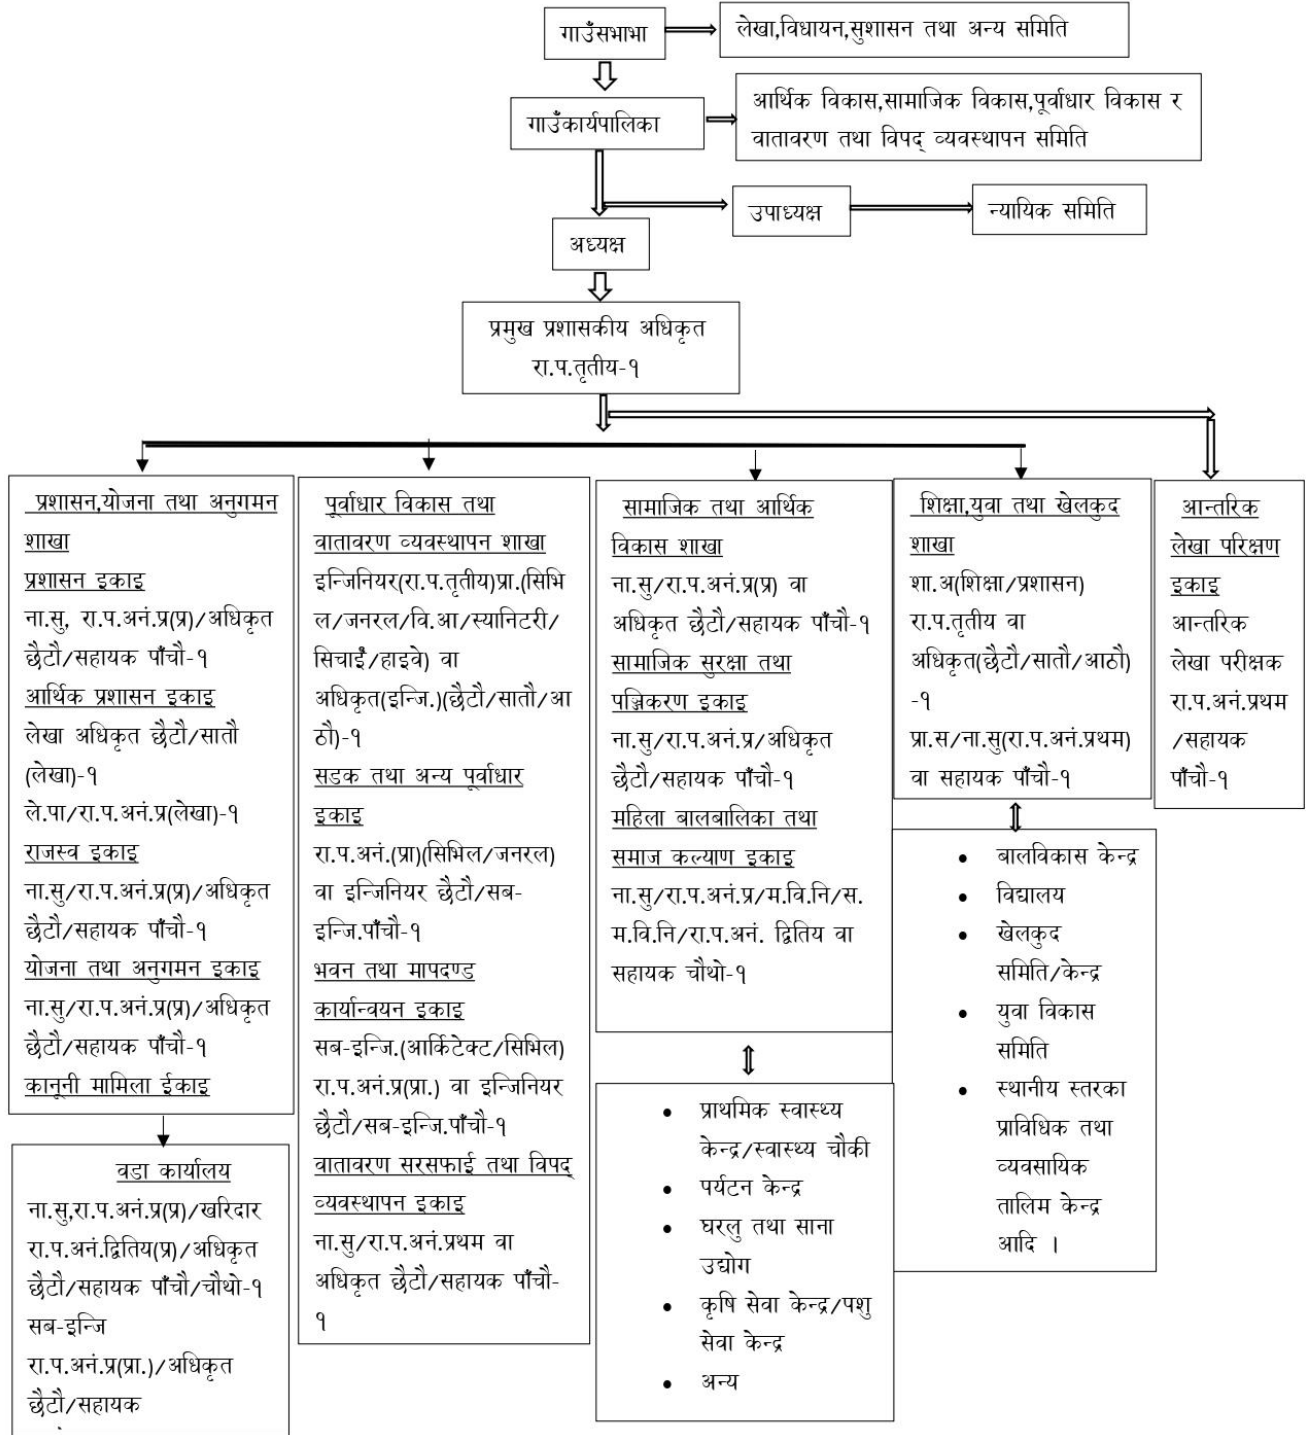 गाउँसभाभा
लेखा,विधायन,सुशासन तथा अन्य समिति
गाउँकार्यपालिका
आर्थिक विकास,सामाजिक विकास,पूर्वाधार विकास र
वातावरण तथा विपद् व्यवस्थापन समिति
उपाध्यक्ष
न्यायिक समिति
अध्यक्ष
प्रमुख प्रशासकीय अधिकृत
रा.प.तृतीय-१
प्रशासन,योजना तथा अनुगमन
शाखा
प्रशासन इकाइ
ना.सु, रा.प.अनं.प्र(प्र)/अधिकृत
छैटौ/सहायक पाँचौ-१
आर्थिक प्रशासन इकाइ
लेखा अधिकृत छैटौ/सातौ
(लेखा)-१
ले.पा/रा.प.अनं.प्र(लेखा)-१
राजस्व इकाइ
ना.सु/रा.प.अनं.प्र(प्र)/अधिकृत
छैटौ/सहायक पाँचौ-१
योजना तथा अनुगमन इकाइ
ना.सु/रा.प.अनं.प्र(प्र)/अधिकृत
छैटौ/सहायक पाँचौ-१
कानूनी मामिला ईकाइ
वडा कार्यालय
ना.सु,रा.प.अनं.प्र(प्र)/खरिदार
रा.प.अनं.द्वितिय(प्र)/अधिकृत
छैटौ/सहायक पाँचौ/चौथो-१
सब-इन्जि
रा.प.अनं.प्र(प्रा.)/अधिकृत
छैटौ/सहायक
पूर्वाधार विकास तथा
वातावरण व्यवस्थापन शाखा
इन्जिनियर(रा.प.तृतीय)प्रा.(सिभि
ल/जनरल/वि.आ/स्यानिटरी/
सिचाईँ/हाइवे) वा
अधिकृत(इन्जि.)(छैटौ/सातौ/आ
ठौ)-१
सडक तथा अन्य पूर्वाधार
इकाइ
रा.प.अनं.(प्रा)(सिभिल/जनरल)
वा इन्जिनियर छैटौ/सब-
इन्जि.पाँचौ-१
भवन तथा मापदण्ड
कार्यान्वयन इकाइ
सब-इन्जि.(आर्किटेक्ट/सिभिल)
रा.प.अनं.प्र(प्रा.) वा इन्जिनियर
छैटौ/सब-इन्जि.पाँचौ-१
वातावरण सरसफाई तथा विपद्
व्यवस्थापन इकाइ
ना.सु/रा.प.अनं.प्रथम वा
अधिकृत छैटौ/सहायक पाँचौ-
१
सामाजिक तथा आर्थिक
विकास शाखा
ना.सु/रा.प.अनं.प्र(प्र) वा
अधिकृत छैटौ/सहायक पाँचौ-१
सामाजिक सुरक्षा तथा
पञ्जिकरण इकाइ
ना.सु/रा.प.अनं.प्र/अधिकृत
छैटौ/सहायक पाँचौ-१
महिला बालबालिका तथा
समाज कल्याण इकाइ
ना.सु/रा.प.अनं.प्र/म.वि.नि/स.
म.वि.नि/रा.प.अनं. द्वितिय वा
सहायक चौथो-१
• प्राथमिक स्वास्थ्य
केन्द्र/स्वास्थ्य चौकी
• पर्यटन केन्द्र
• घरलु तथा साना
उद्योग
• कृषि सेवा केन्द्र/पशु
सेवा केन्द्र
• अन्य
शिक्षा,युवा तथा खेलकुद
शाखा
शा.अ(शिक्षा/प्रशासन)
रा.प.तृतीय वा
अधिकृत(छैटौ/सातौ/आठौ)
-१
प्रा.स/ना.सु(रा.प.अनं.प्रथम)
वा सहायक पाँचौ-१
• बालविकास केन्द्र
• विद्यालय
• खेलकुद
समिति/केन्द्र
• युवा विकास
समिति
• स्थानीय स्तरका
प्राविधिक तथा
व्यवसायिक
तालिम केन्द्र
आदि ।
आन्तरिक
लेखा परिक्षण
इकाइ
आन्तरिक
लेखा परीक्षक
रा.प.अनं.प्रथम
/सहायक
पाँचौ-१